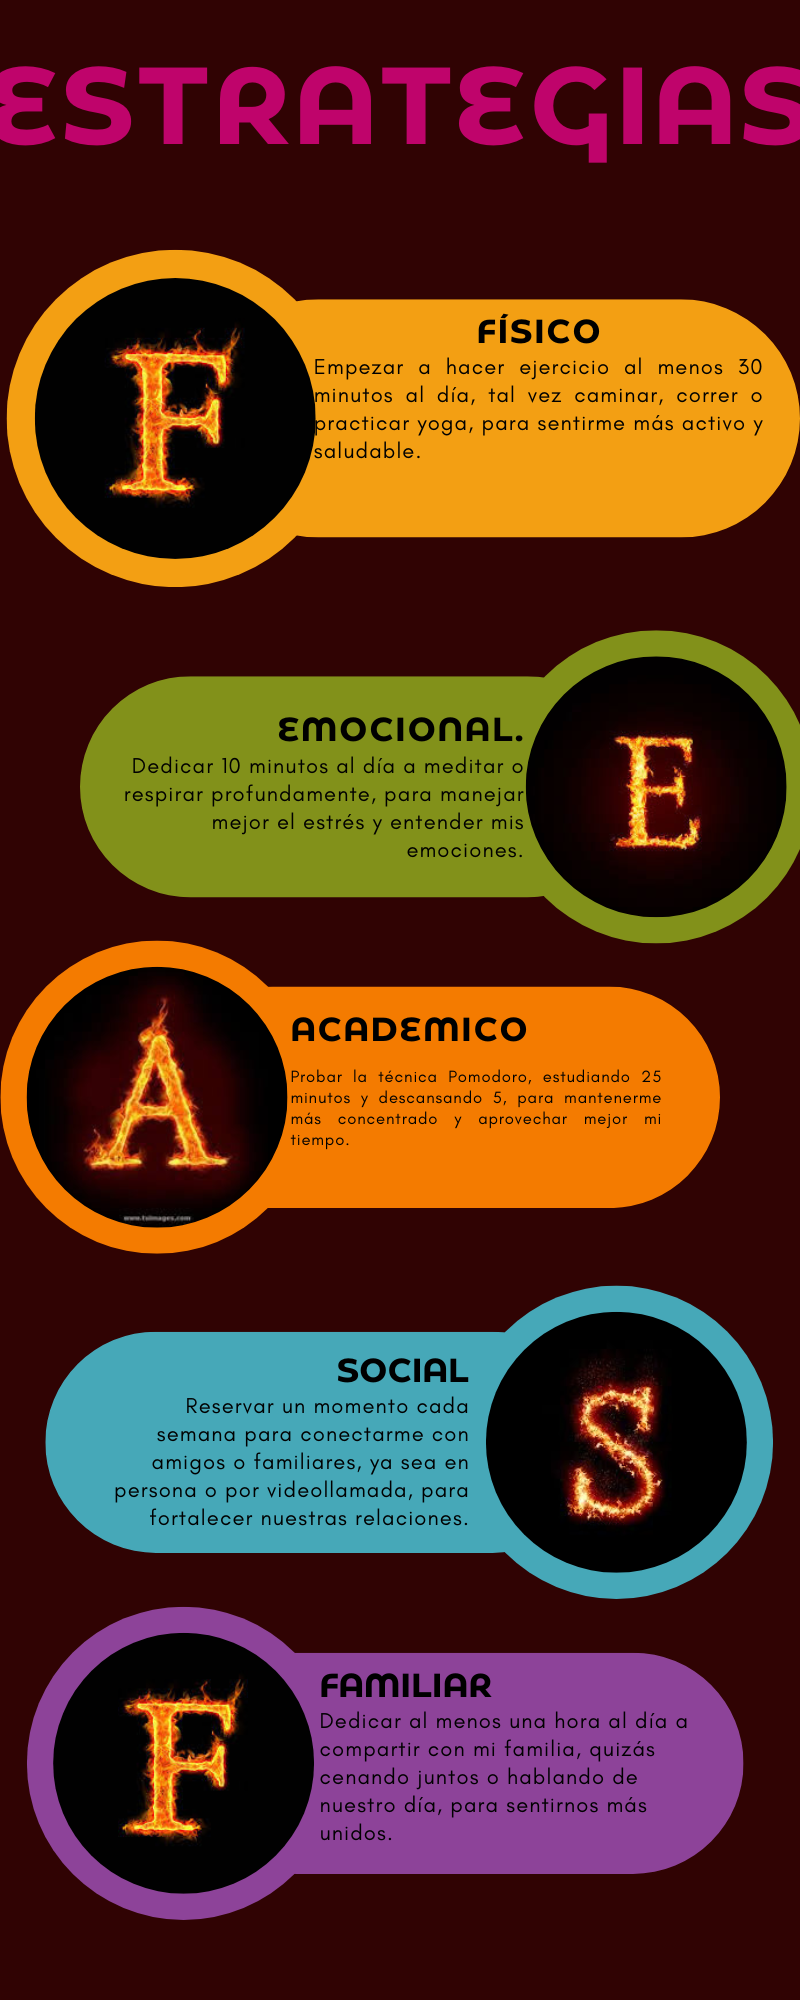 ESTRATEGIAS
F
FÍSICO
Empezar a hacer ejercicio al menos 30
minutos al día, tal vez caminar, correr o
practicar yoga, para sentirme más activo y
saludable.
EMOCIONAL.
Dedicar 10 minutos al día a meditar o
respirar profundamente, para manejar
mejor el estrés y entender mis
emociones.
E
A
www.tsimages.com
ACADEMICO
Probar la técnica Pomodoro, estudiando 25
minutos y descansando 5, para mantenerme
más concentrado y aprovechar mejor mi
tiempo.
SOCIAL
Reservar un momento cada
semana para conectarme con
amigos o familiares, ya sea en
persona o por videollamada, para
fortalecer nuestras relaciones.
S
F
FAMILIAR
Dedicar al menos una hora al día a
compartir con mi familia, quizás
cenando juntos o hablando de
nuestro día, para sentirnos más
unidos.